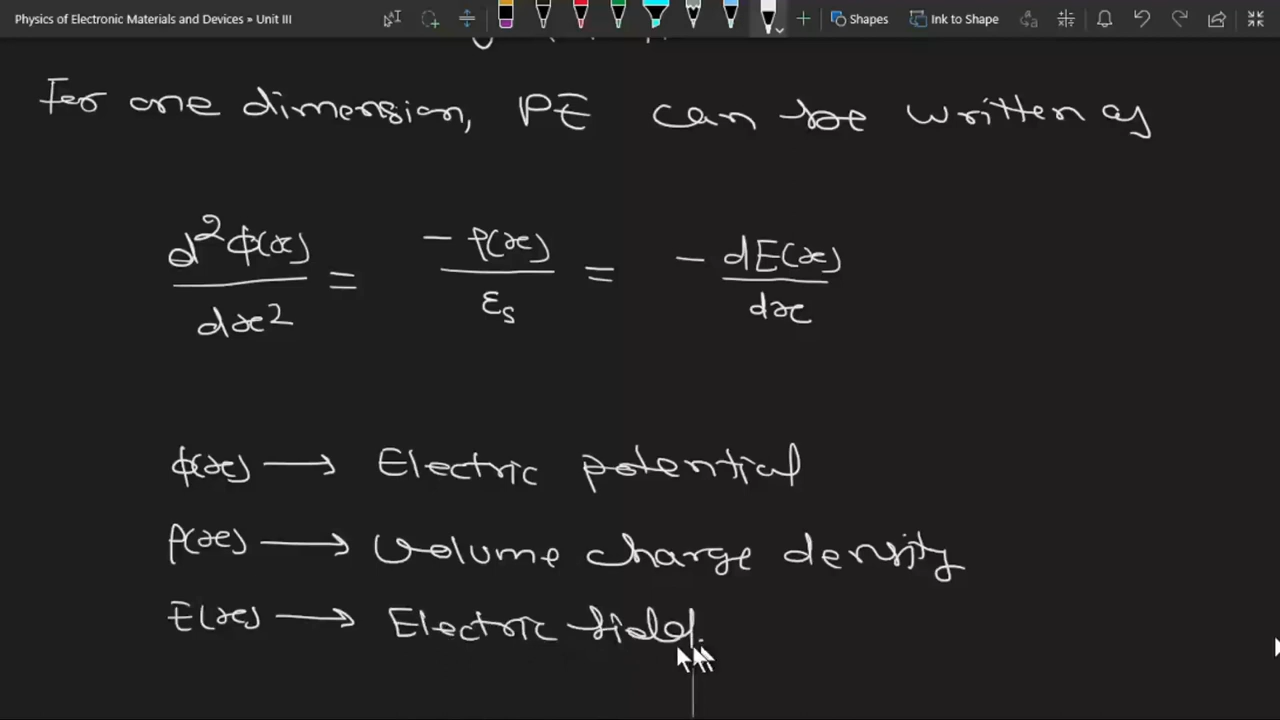 Physics of Electronic Materials and Devices » Unit III
Shapes
Ink to Shape
For one dimension, PE can be written as
d²ϕ(x)/dx² = -ρ(x)/εs = - dE(x)/dx
ϕ(x) → Electric potential
ρ(x) → volume charge density
E(x) → Electric field.